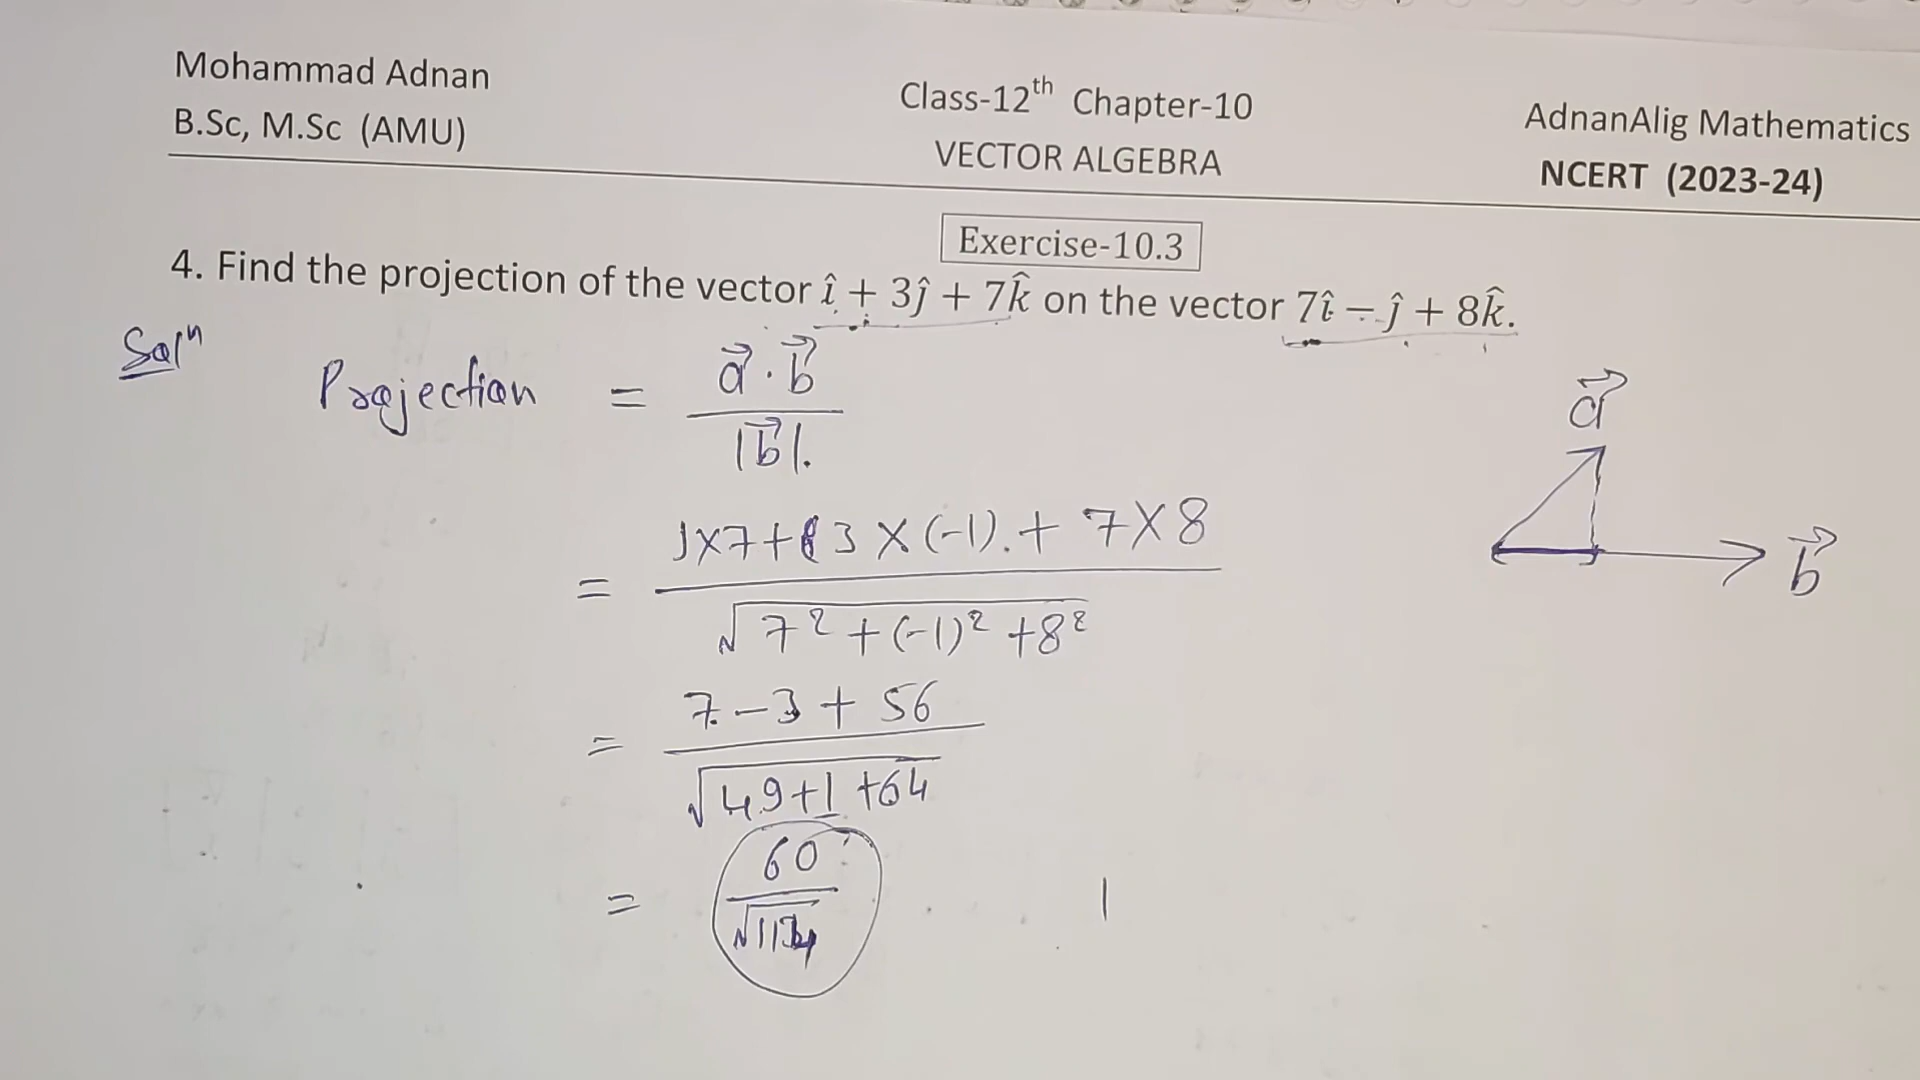 Mohammad Adnan
B.Sc, M.Sc (AMU)
Class-12th Chapter-10
VECTOR ALGEBRA
AdnanAlig Mathematics
NCERT (2023-24)
Exercise-10.3
4. Find the projection of the vector î + 3ĵ + 7k̂ on the vector 7î − ĵ + 8k̂.
Solⁿ
Projection = a⃗ · b⃗ / |b⃗|.
= 1×7+3×(-1).+7×8 / √7²+(-1)²+8²
= 7-3+56 / √49+1+64
= 60 / √114
a⃗
b⃗